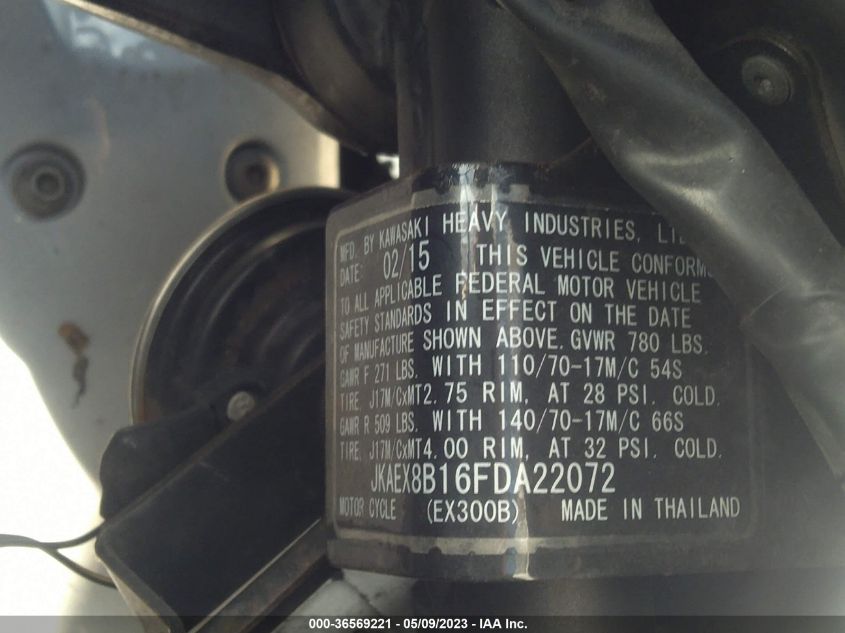 MFD. BY KAWASAKI HEAVY INDUSTRIES,
DATE: 02/15 THIS VEHICLE CONFORMS
TO ALL APPLICABLE FEDERAL MOTOR VEHICLE
SAFETY STANDARDS IN EFFECT ON THE DATE
OF MANUFACTURE SHOWN ABOVE. GVWR 780 LBS.
GAWR F 271 LBS. WITH 110/70-17M/C 54S
TIRE. J17M/CxMT2.75 RIM, AT 28 PSI. COLD.
GAWR R 509 LBS. WITH 140/70-17M/C 66S
TIRE. J17M/CxMT4.00 RIM, AT 32 PSI. COLD.
JKAEX8B16FDA22072
MOTOR CYCLE (EX300B) MADE IN THAILAND
000-36569221 - 05/09/2023 - IAA Inc.